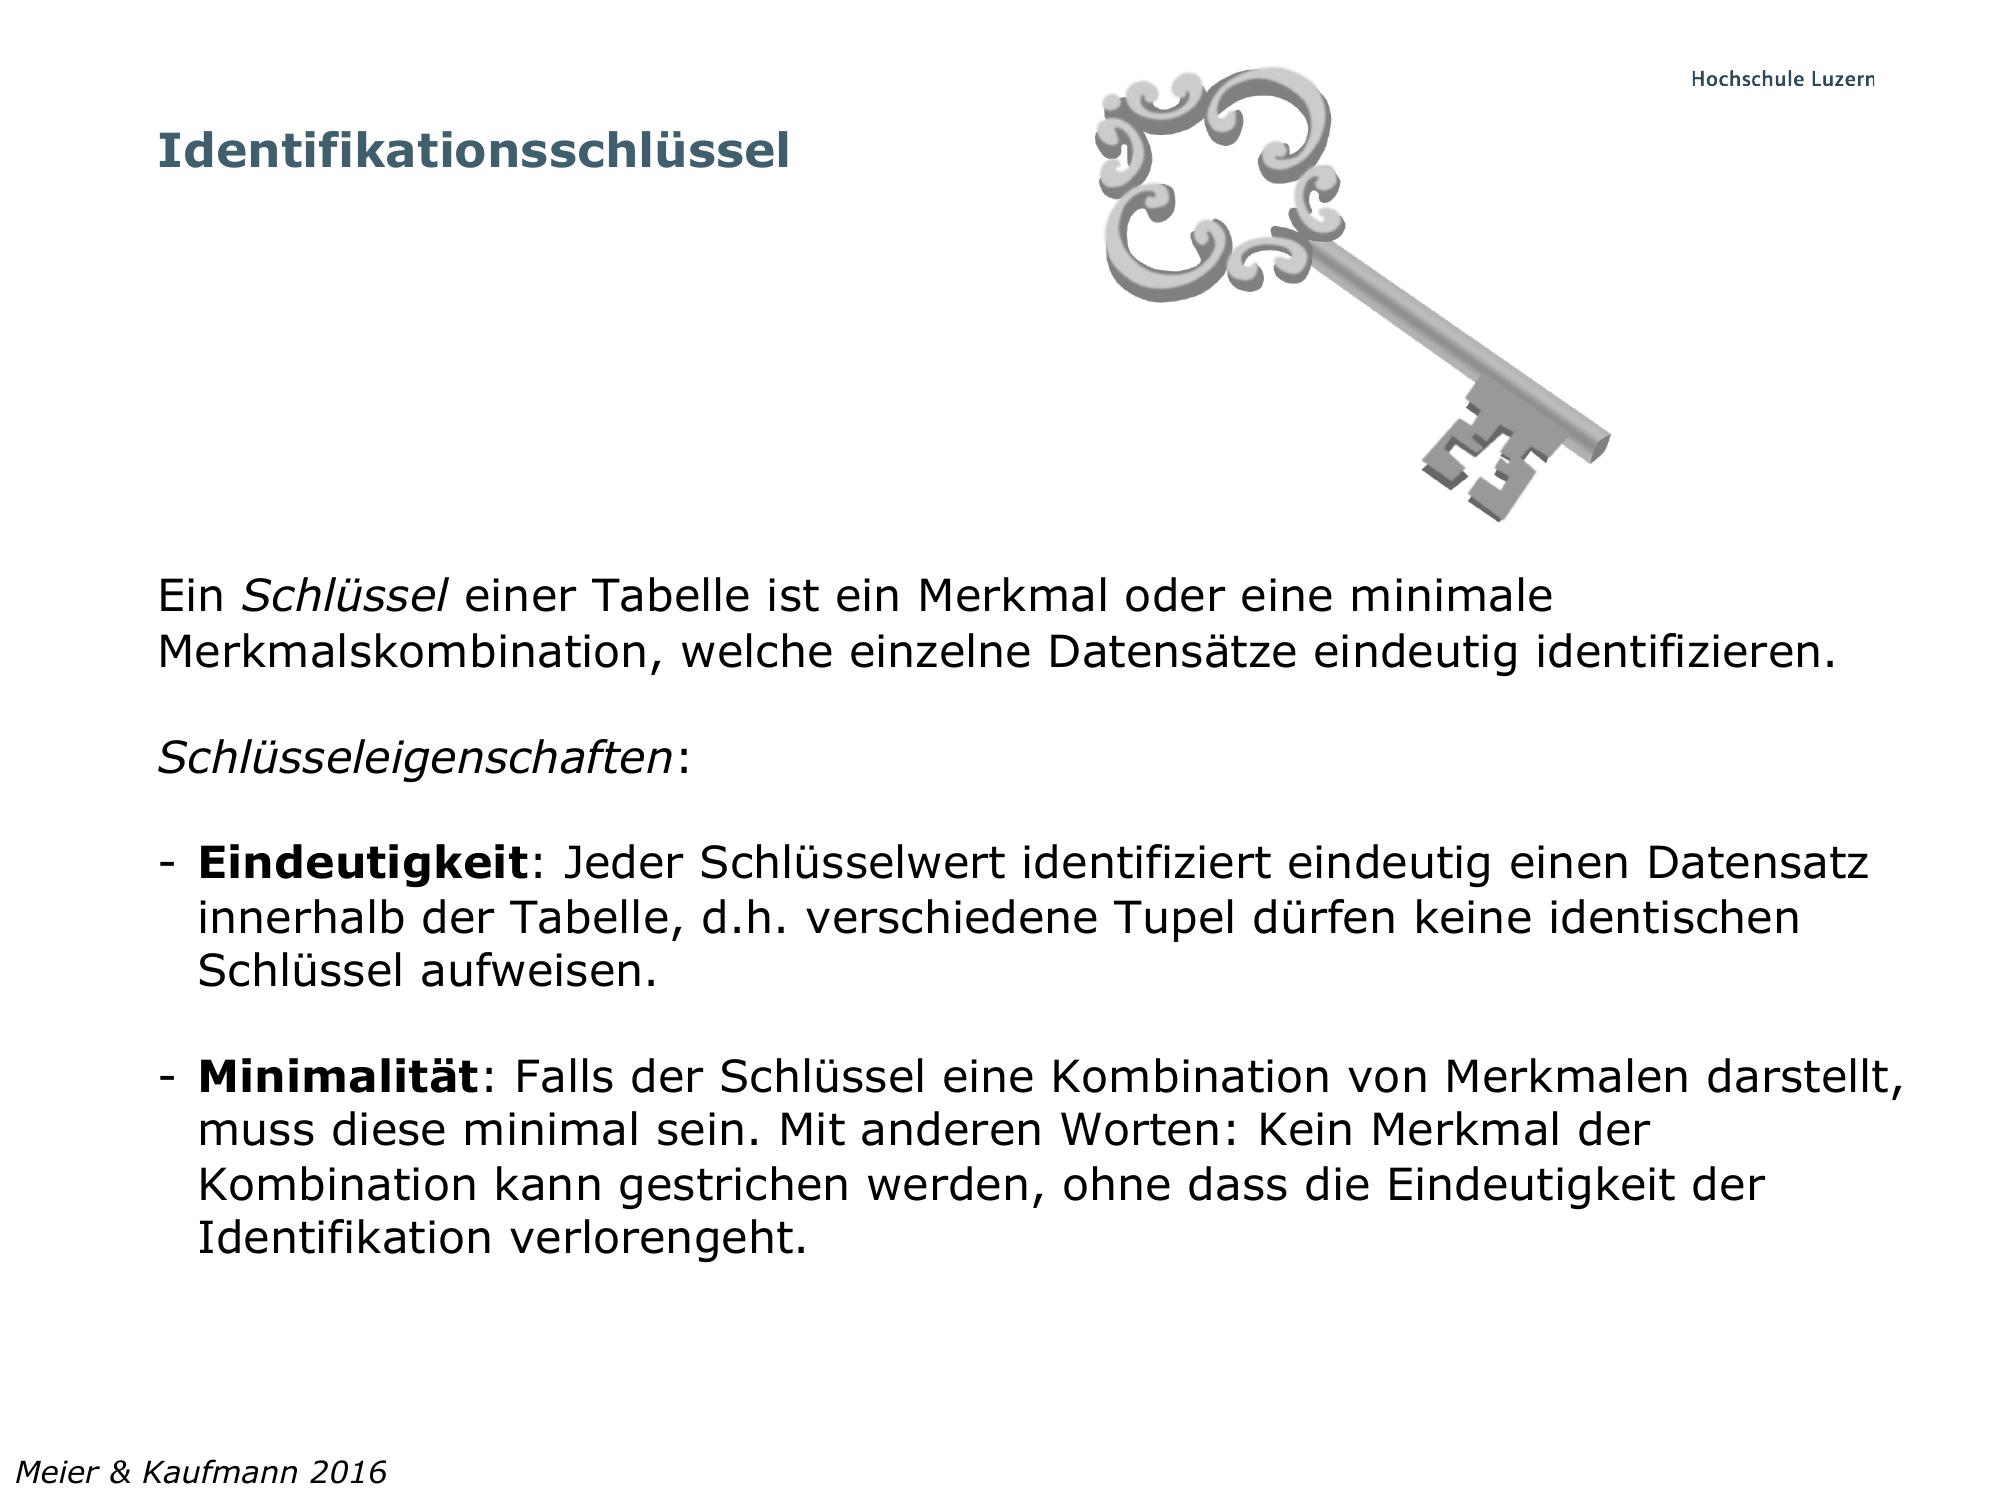 Hochschule Luzern
Identifikationsschlüssel
Ein Schlüssel einer Tabelle ist ein Merkmal oder eine minimale
Merkmalskombination, welche einzelne Datensätze eindeutig identifizieren.
Schlüsseleigenschaften:
- Eindeutigkeit: Jeder Schlüsselwert identifiziert eindeutig einen Datensatz
innerhalb der Tabelle, d.h. verschiedene Tupel dürfen keine identischen
Schlüssel aufweisen.
- Minimalität: Falls der Schlüssel eine Kombination von Merkmalen darstellt,
muss diese minimal sein. Mit anderen Worten: Kein Merkmal der
Kombination kann gestrichen werden, ohne dass die Eindeutigkeit der
Identifikation verlorengeht.
Meier & Kaufmann 2016